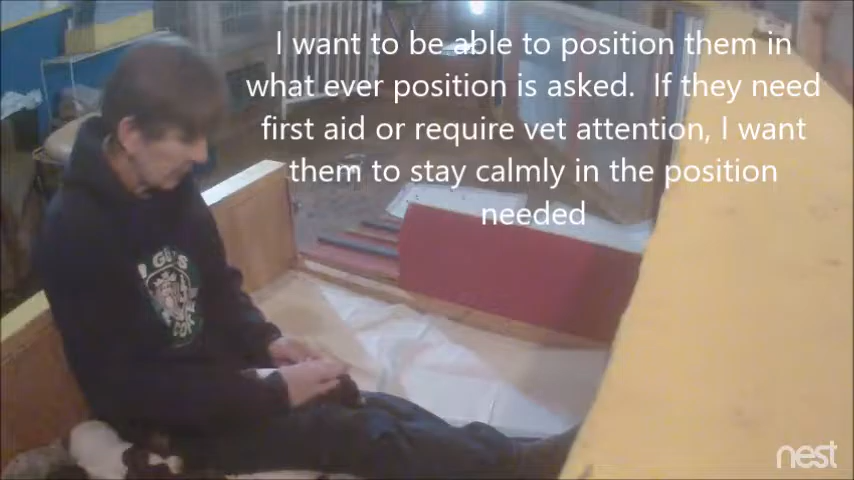 I want to be able to position them in
what ever position is asked.  If they need
first aid or require vet attention, I want
them to stay calmly in the position
needed
nest